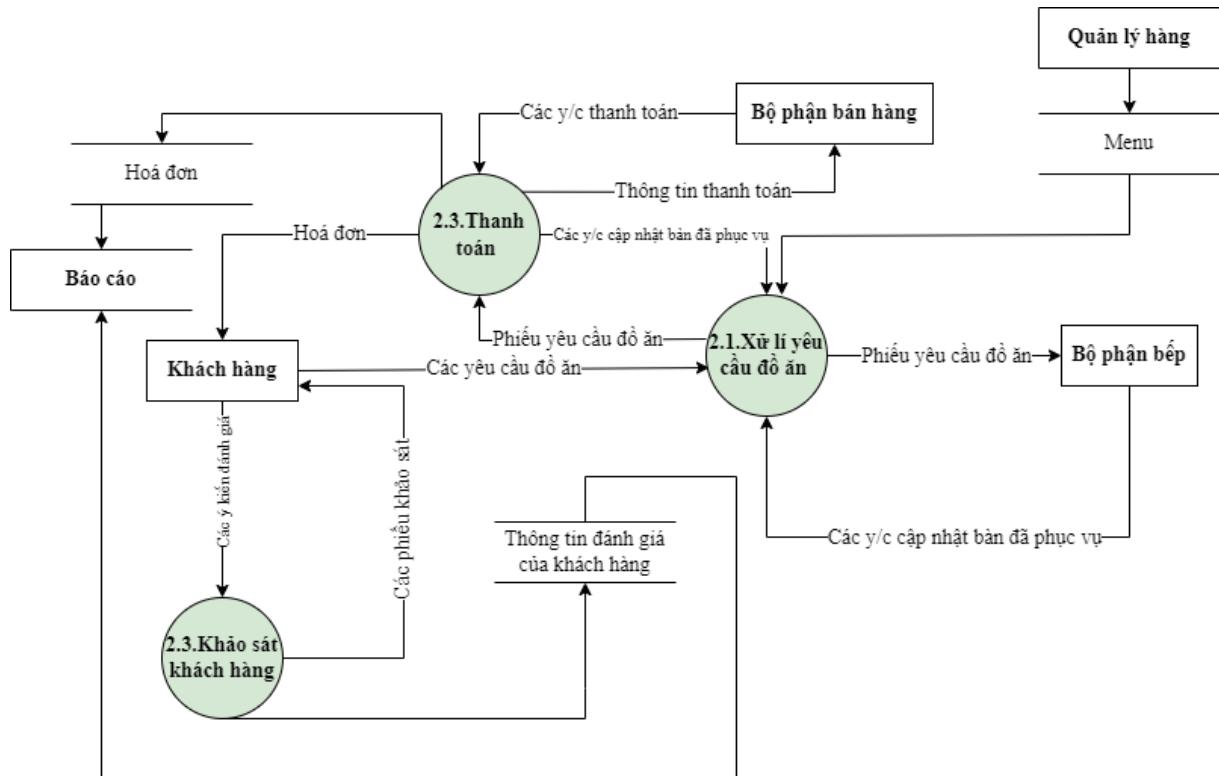 Quản lý hàng
Các y/c thanh toán
Bộ phận bán hàng
Menu
Hoá đơn
Thông tin thanh toán
2.3.Thanh
toán
Hoá đơn
Các y/c cập nhật bàn đã phục vụ
Báo cáo
Phiếu yêu cầu đồ ăn
2.1.Xử lí yêu
cầu đồ ăn
Phiếu yêu cầu đồ ăn
Bộ phận bếp
Khách hàng
Các yêu cầu đồ ăn
Các ý kiến đánh giá
Các phiếu khảo sát
Thông tin đánh giá
của khách hàng
Các y/c cập nhật bàn đã phục vụ
2.3.Khảo sát
khách hàng